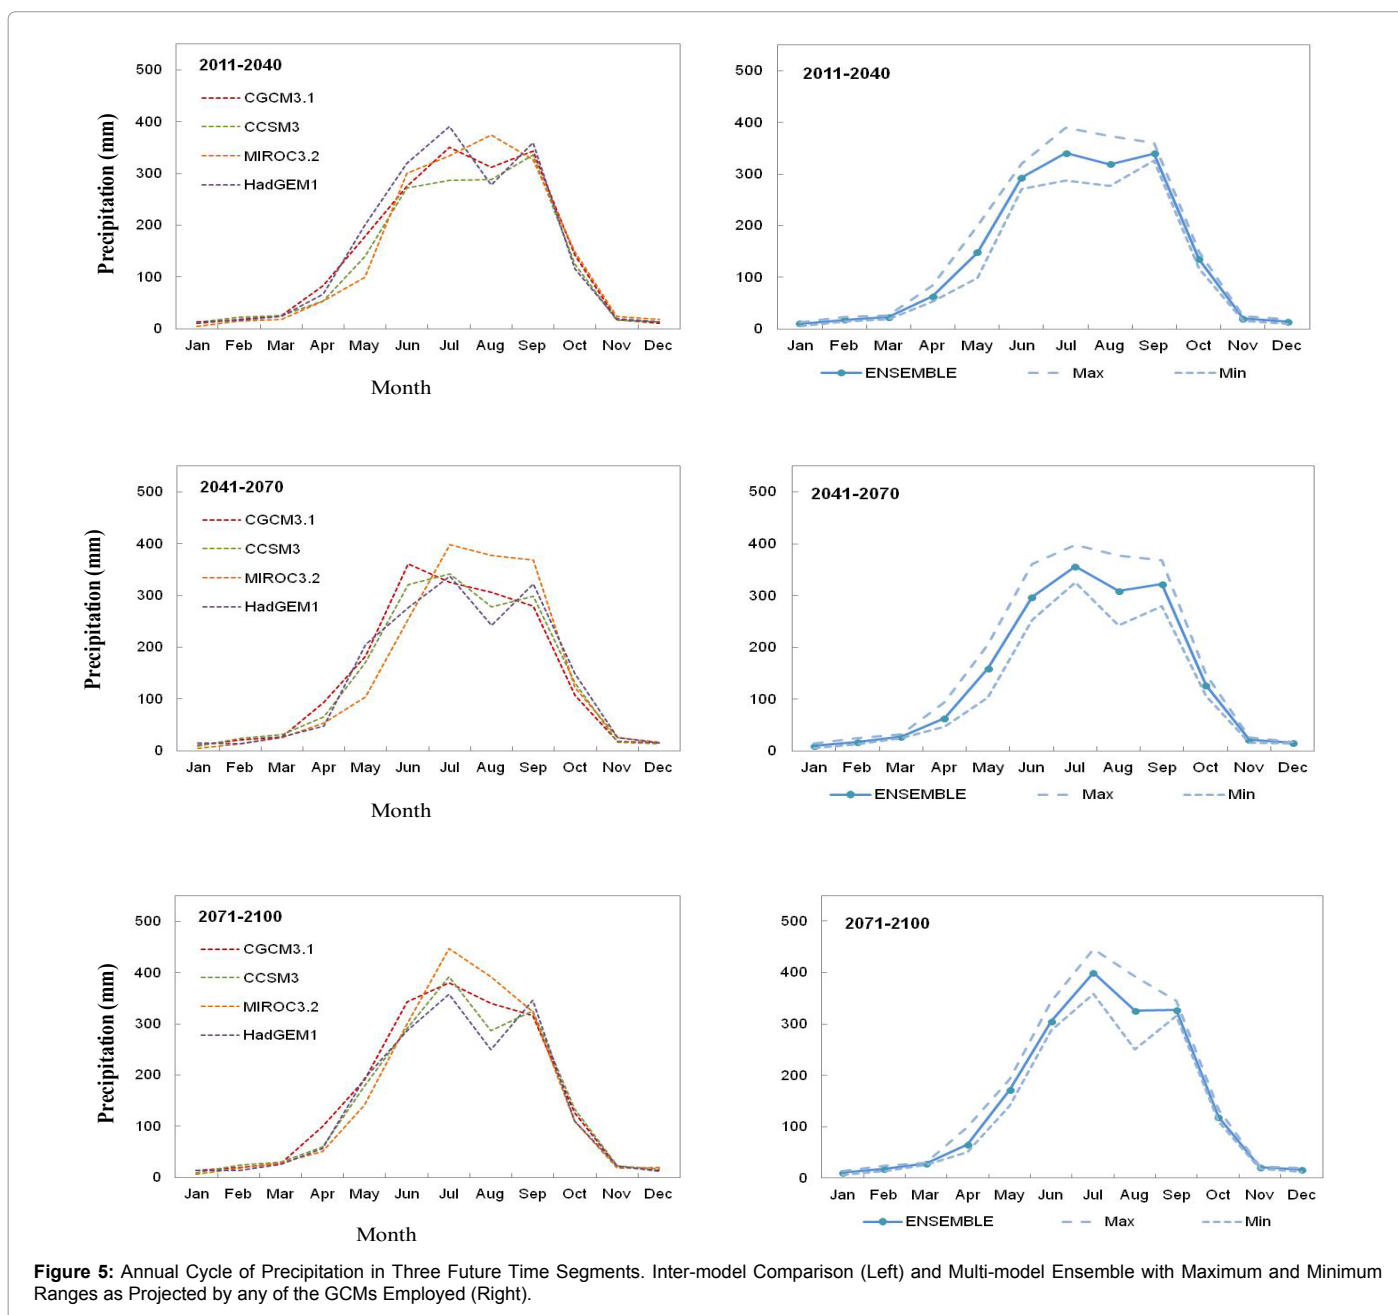 2011-2040
CGCM3.1
CCSM3
MIROC3.2
HadGEM1
Precipitation (mm)
500
400
300
200
100
0
Jan Feb Mar Apr May Jun Jul Aug Sep Oct Nov Dec
Month
2011-2040
500
400
300
200
100
0
Jan Feb Mar Apr May Jun Jul Aug Sep Oct Nov Dec
ENSEMBLE Max Min
2041-2070
CGCM3.1
CCSM3
MIROC3.2
HadGEM1
Precipitation (mm)
500
400
300
200
100
0
Jan Feb Mar Apr May Jun Jul Aug Sep Oct Nov Dec
Month
2041-2070
500
400
300
200
100
0
Jan Feb Mar Apr May Jun Jul Aug Sep Oct Nov Dec
ENSEMBLE Max Min
2071-2100
CGCM3.1
CCSM3
MIROC3.2
HadGEM1
Precipitation (mm)
500
400
300
200
100
0
Jan Feb Mar Apr May Jun Jul Aug Sep Oct Nov Dec
Month
2071-2100
500
400
300
200
100
0
Jan Feb Mar Apr May Jun Jul Aug Sep Oct Nov Dec
ENSEMBLE Max Min
Figure 5: Annual Cycle of Precipitation in Three Future Time Segments. Inter-model Comparison (Left) and Multi-model Ensemble with Maximum and Minimum
Ranges as Projected by any of the GCMs Employed (Right).